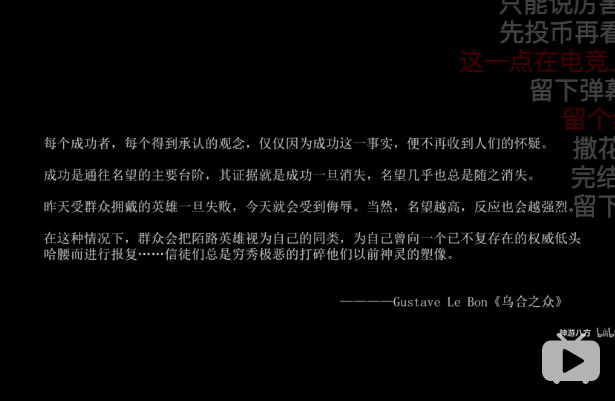 只能说厉害
先投币再看
这一点在电竞
留下弹幕
留个
撒花
完结
留下
每个成功者，每个得到承认的观念，仅仅因为成功这一事实，便不再收到人们的怀疑。
成功是通往名望的主要台阶，其证据就是成功一旦消失，名望几乎也总是随之消失。
昨天受群众拥戴的英雄一旦失败，今天就会受到侮辱。当然，名望越高，反应也会越强烈。
在这种情况下，群众会把陌路英雄视为自己的同类，为自己曾向一个已不复存在的权威低头
哈腰而进行报复……信徒们总是穷秀极恶的打碎他们以前神灵的塑像。
————Gustave Le Bon《乌合之众》
神游八方